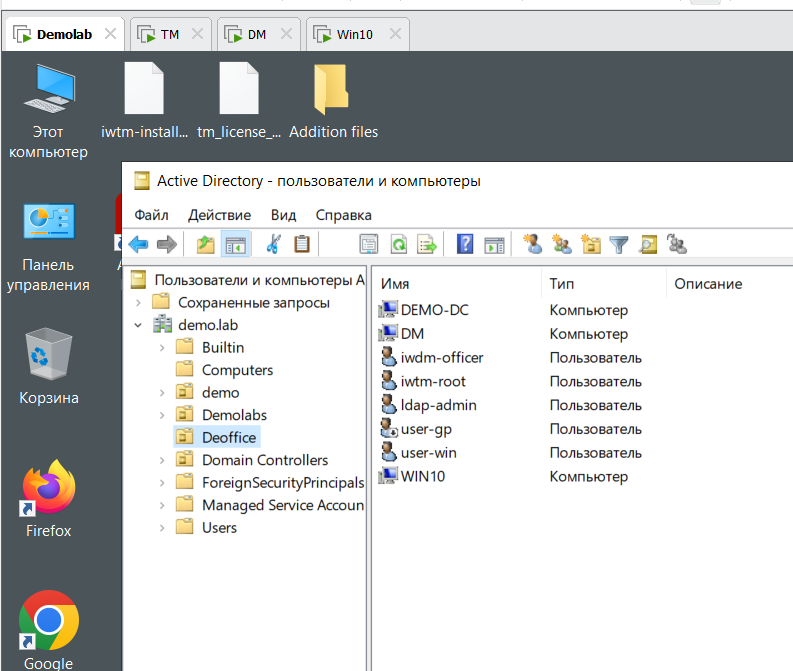 Demolab
TM
DM
Win10
Этот
компьютер
iwtm-install...
tm_license_...
Addition files
Панель
управления
Корзина
Firefox
Google
Active Directory - пользователи и компьютеры
Файл Действие Вид Справка
Пользователи и компьютеры A
Сохраненные запросы
demo.lab
Builtin
Computers
demo
Demolabs
Deoffice
Domain Controllers
ForeignSecurityPrincipals
Managed Service Accoun
Users
Имя Тип Описание
DEMO-DC Компьютер
DM Компьютер
iwdm-officer Пользователь
iwtm-root Пользователь
ldap-admin Пользователь
user-gp Пользователь
user-win Пользователь
WIN10 Компьютер